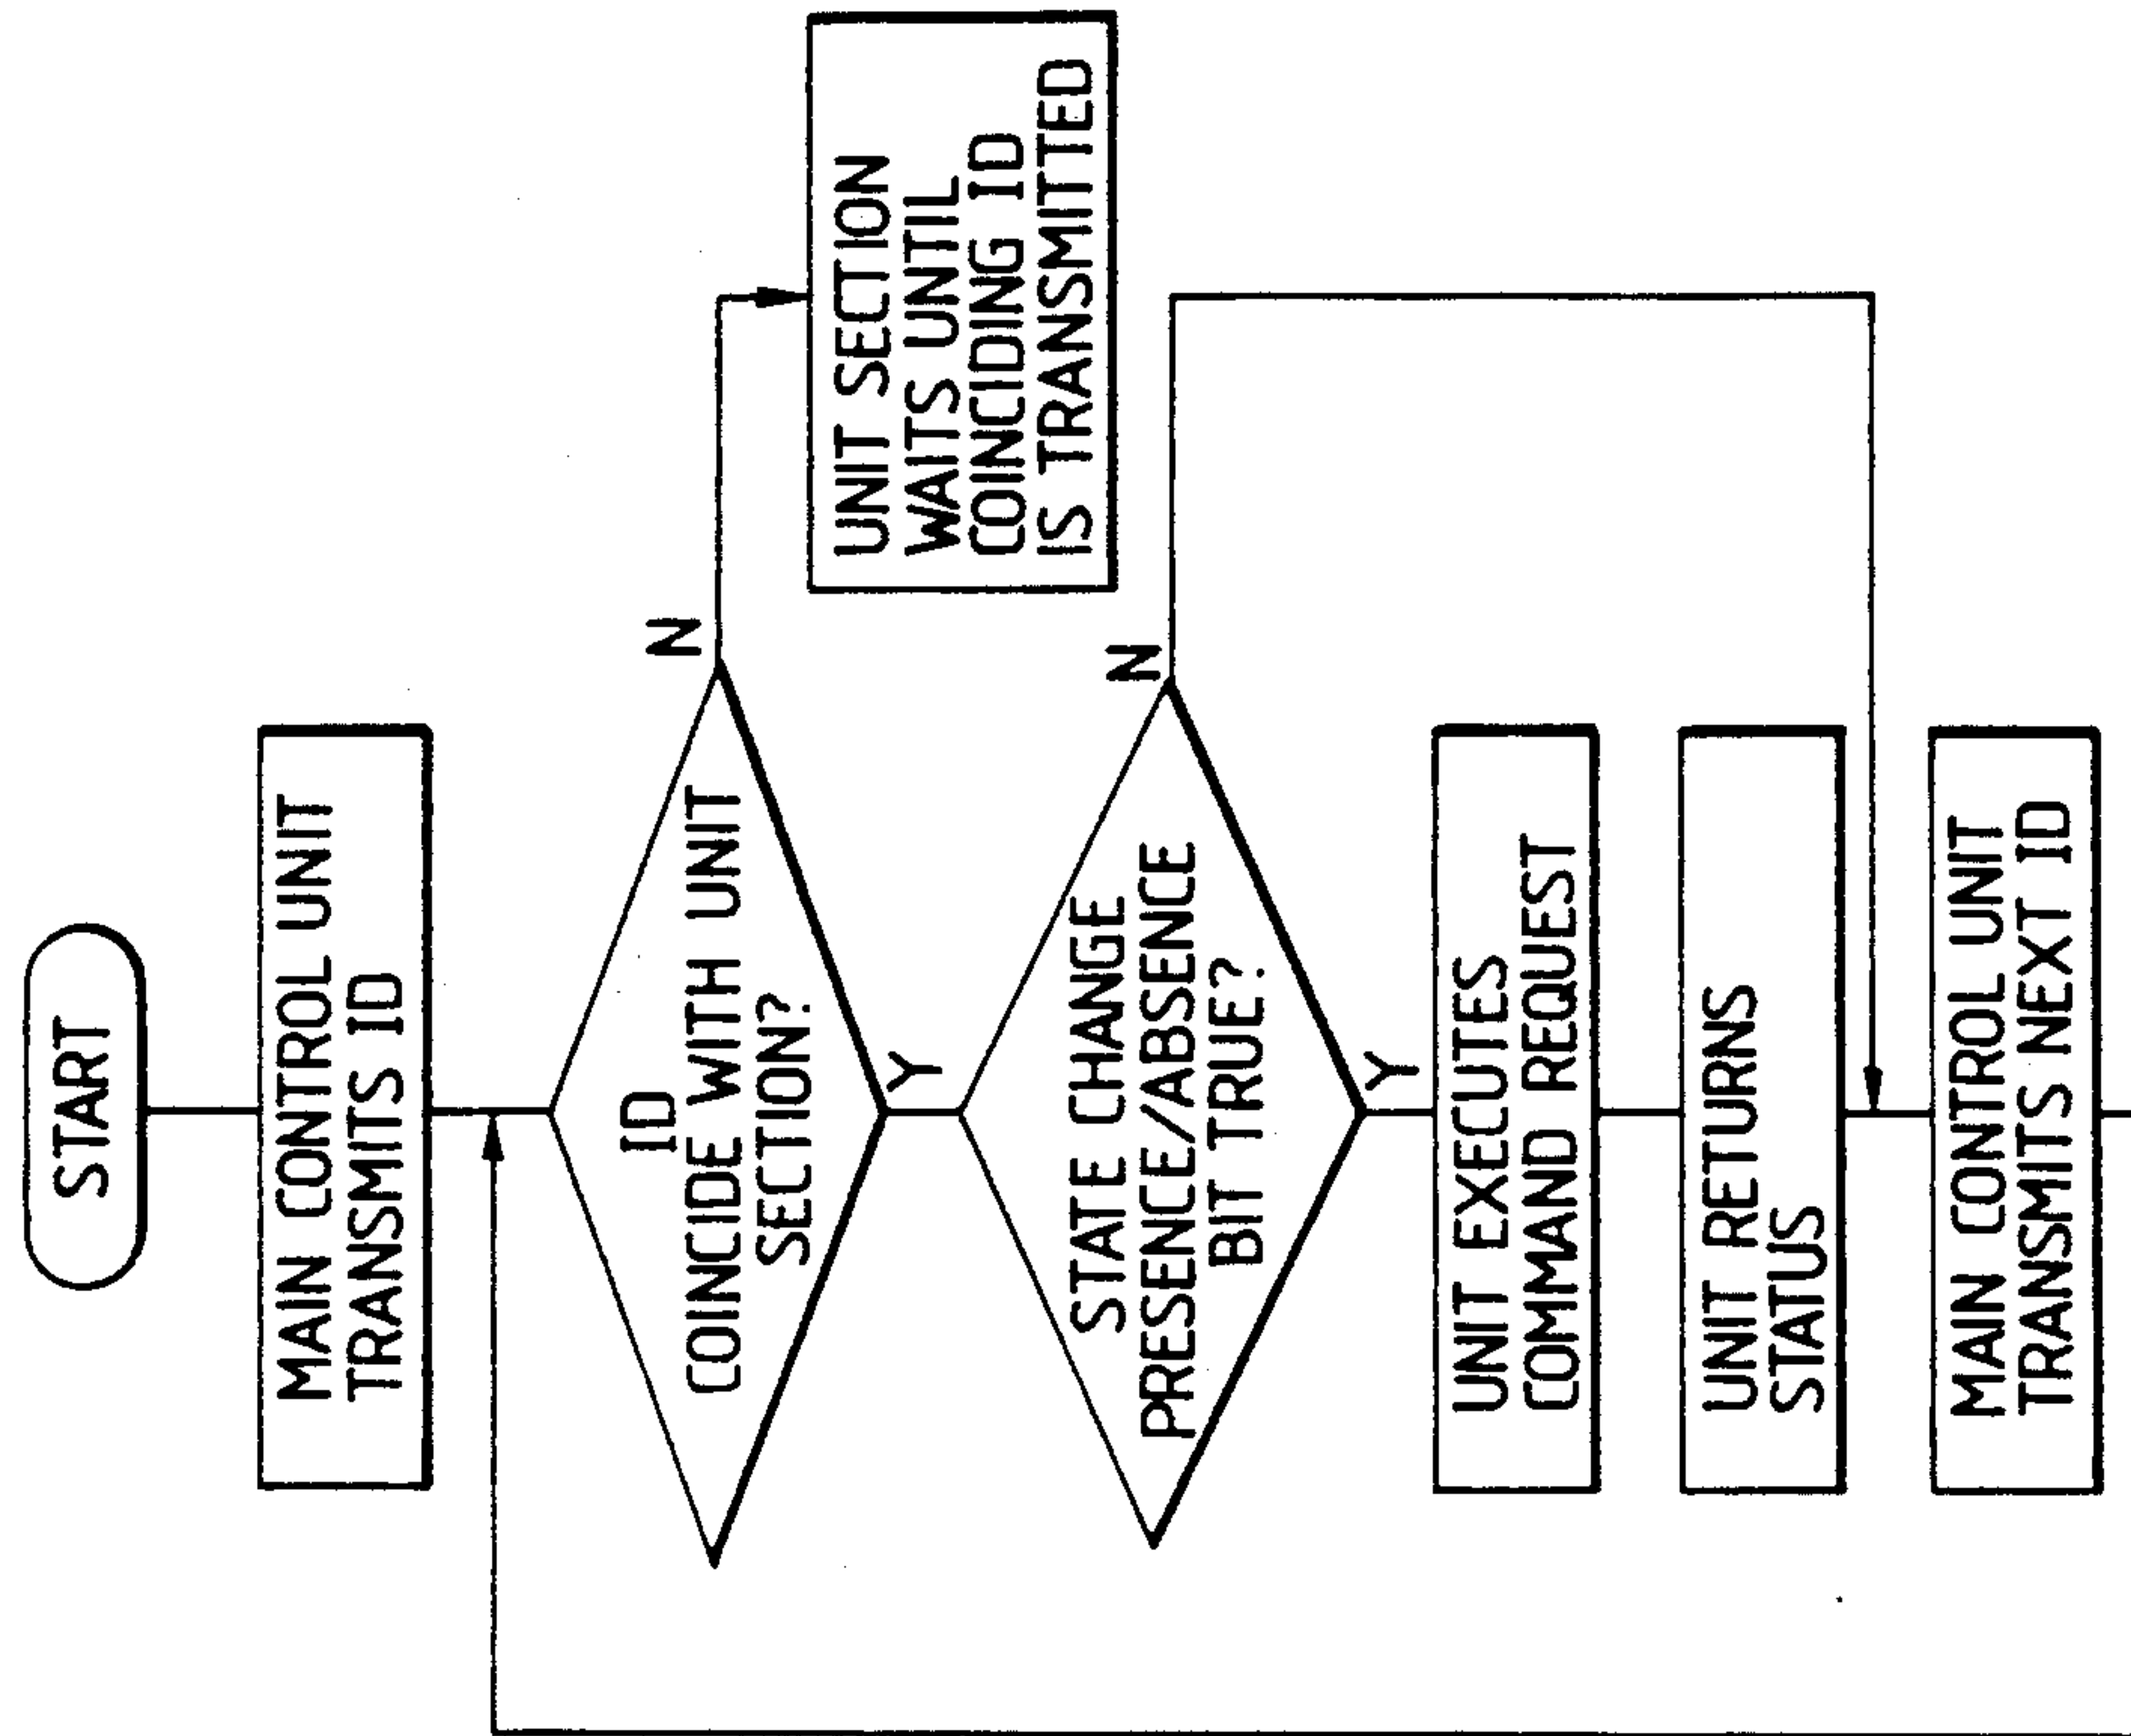 START
MAIN CONTROL UNIT
TRANSMITS ID
ID
COINCIDE WITH UNIT
SECTION?
N
UNIT SECTION
WAITS UNTIL
COINCIDING ID
IS TRANSMITTED
Y
STATE CHANGE
PRESENCE/ABSENCE
BIT TRUE?
N
Y
UNIT EXECUTES
COMMAND REQUEST
UNIT RETURNS
STATUS
MAIN CONTROL UNIT
TRANSMITS NEXT ID